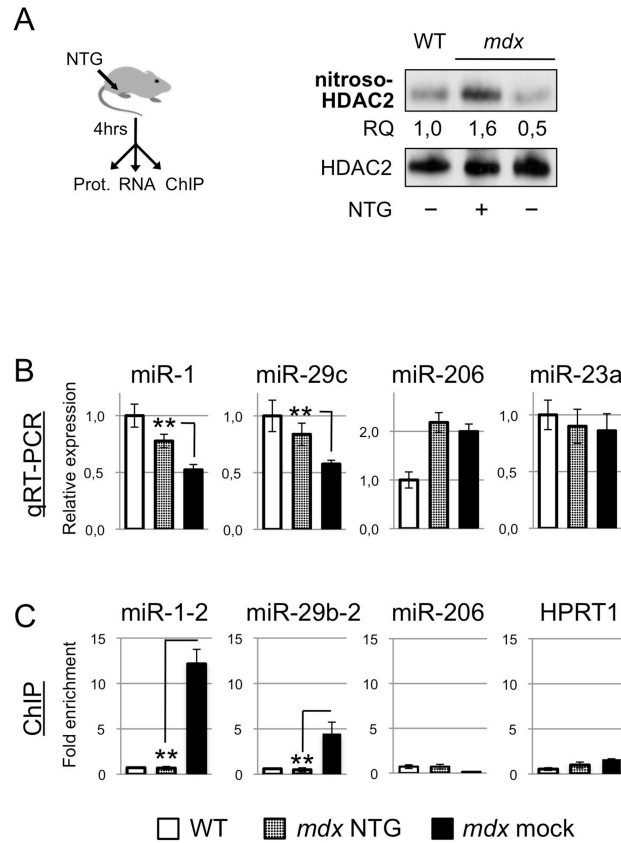 A
NTG
4hrs
Prot. RNA ChIP
WT mdx
nitroso-
HDAC2
RQ 1,0 1,6 0,5
HDAC2
NTG − + −
B
qRT-PCR
Relative expression
miR-1 miR-29c miR-206 miR-23a
1,0 1,0 2,0 1,0
** **
0,5 0,5 1,0 0,5
0,0 0,0 0,0 0,0
C
ChIP
Fold enrichment
miR-1-2 miR-29b-2 miR-206 HPRT1
15 15 15 15
10 10 10 10
5 5 5 5
** **
0 0 0 0
WT mdx NTG mdx mock